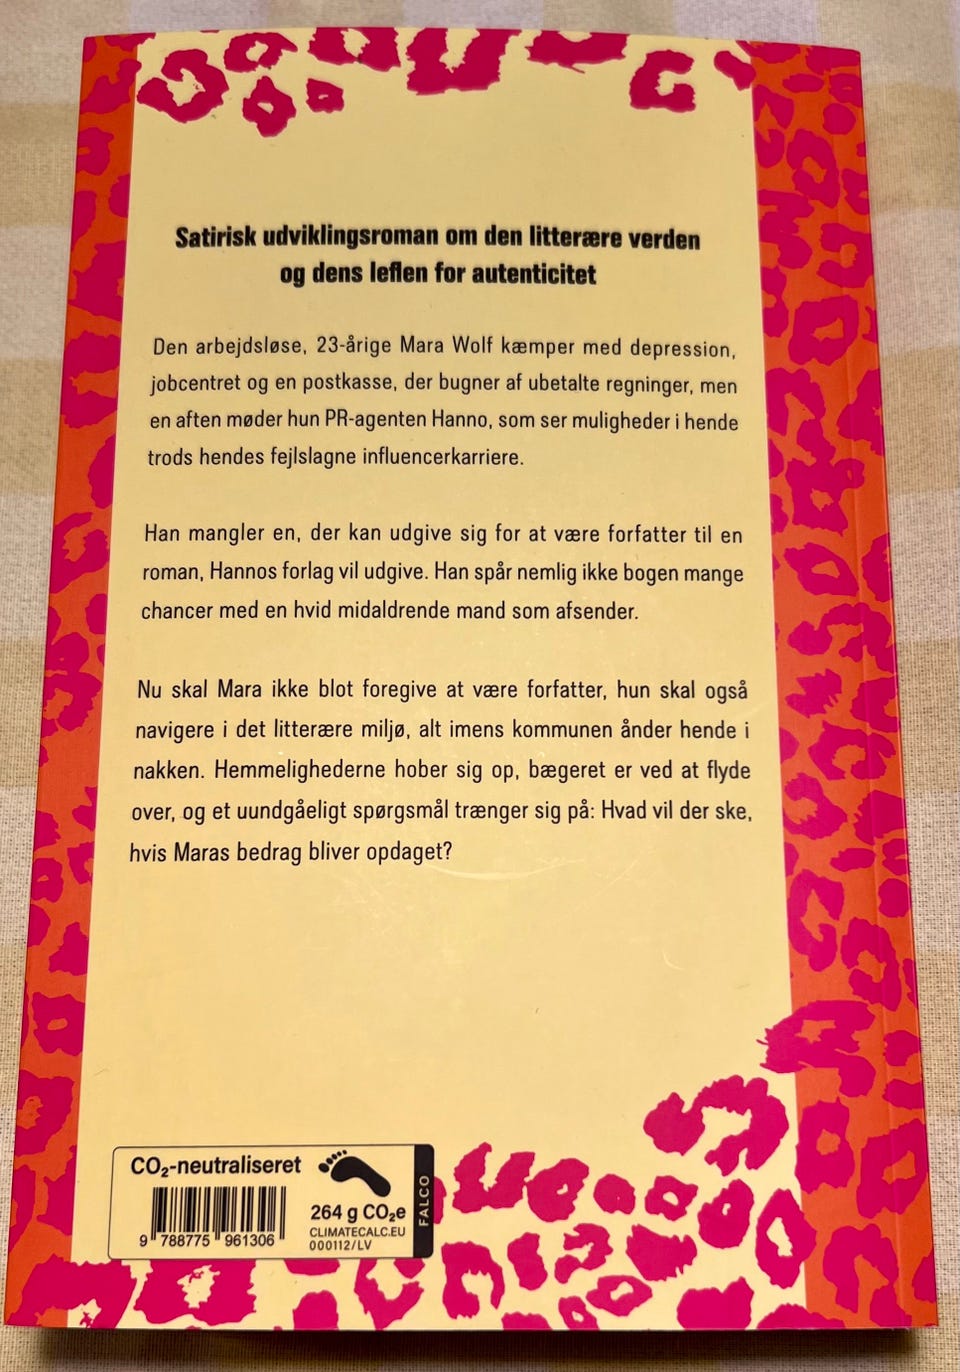 Satirisk udviklingsroman om den litterære verden
og dens leflen for autenticitet
Den arbejdsløse, 23-årige Mara Wolf kæmper med depression,
jobcentret og en postkasse, der bugner af ubetalte regninger, men
en aften møder hun PR-agenten Hanno, som ser muligheder i hende
trods hendes fejlslagne influencerkarriere.
Han mangler en, der kan udgive sig for at være forfatter til en
roman, Hannos forlag vil udgive. Han spår nemlig ikke bogen mange
chancer med en hvid midaldrende mand som afsender.
Nu skal Mara ikke blot foregive at være forfatter, hun skal også
navigere i det litterære miljø, alt imens kommunen ånder hende i
nakken. Hemmelighederne hober sig op, bægeret er ved at flyde
over, og et uundgåeligt spørgsmål trænger sig på: Hvad vil der ske,
hvis Maras bedrag bliver opdaget?
CO₂-neutraliseret
9 788775 961306
264 g CO₂e
CLIMATECALC.EU
000112/LV
FALCO